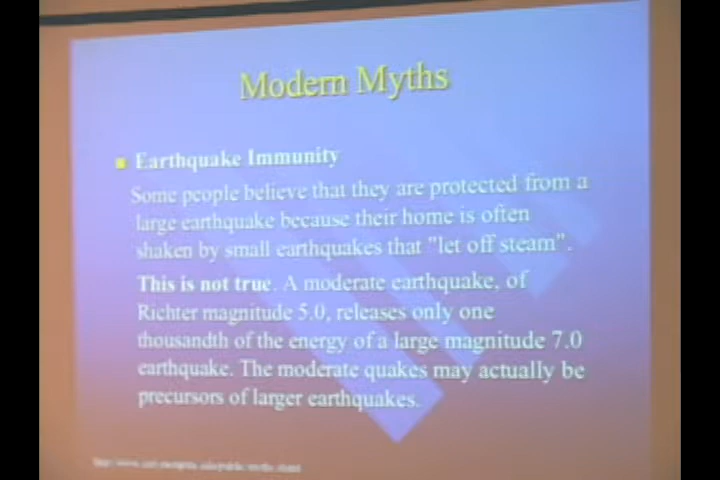 Modern Myths
Earthquake Immunity
Some people believe that they are protected from a
large earthquake because their home is often
shaken by small earthquakes that "let off steam".
This is not true. A moderate earthquake, of
Richter magnitude 5.0, releases only one
thousandth of the energy of a large magnitude 7.0
earthquake. The moderate quakes may actually be
precursors of larger earthquakes.